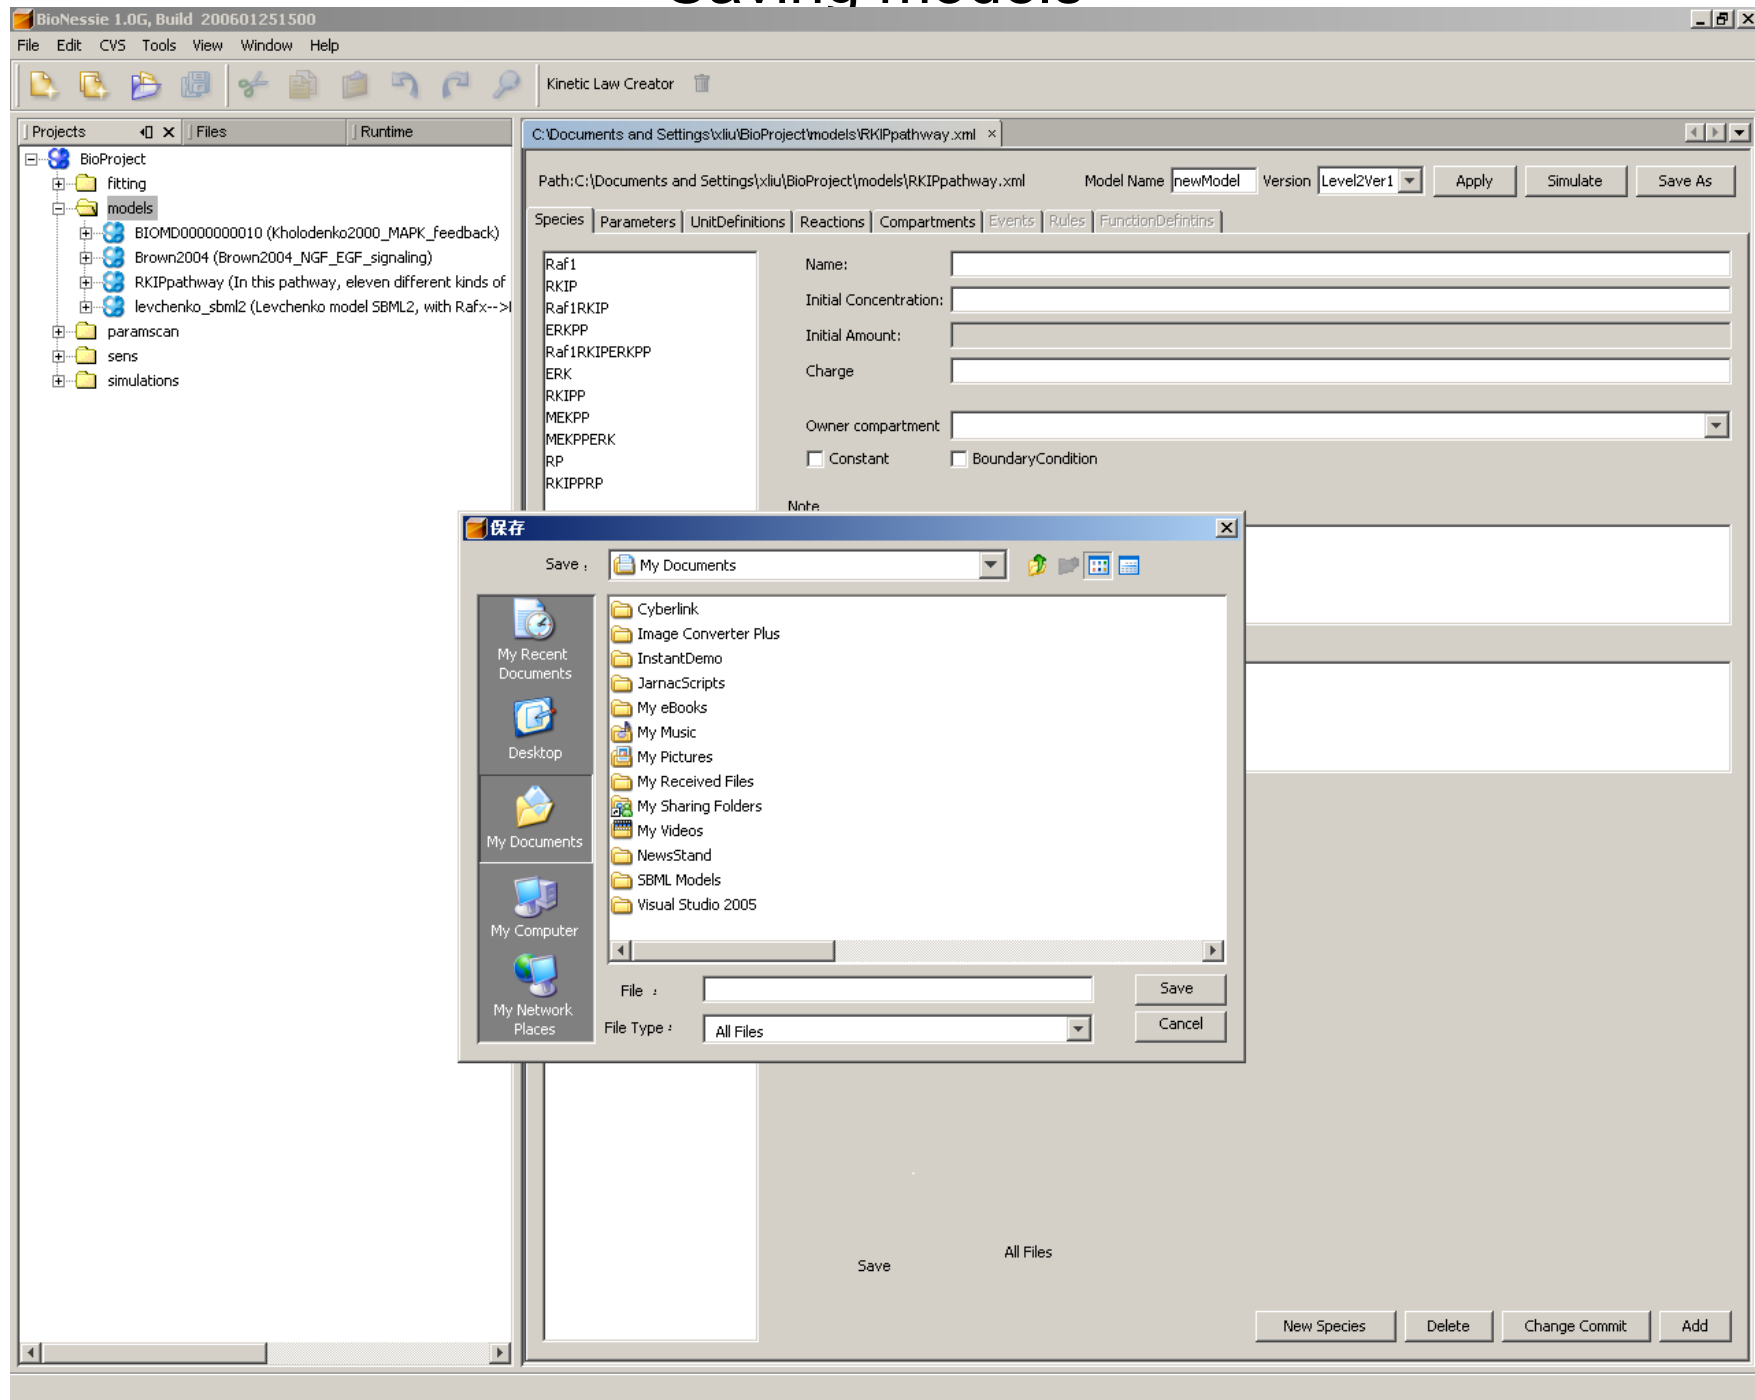 Saving models
BioNessie 1.0G, Build 200601251500
File Edit CVS Tools View Window Help
Kinetic Law Creator
Projects Files Runtime
BioProject
fitting
models
BIOMD0000000010 (Kholodenko2000_MAPK_feedback)
Brown2004 (Brown2004_NGF_EGF_signaling)
RKIPpathway (In this pathway, eleven different kinds of
levchenko_sbml2 (Levchenko model SBML2, with Rafx-->
paramscan
sens
simulations
C:\Documents and Settings\xliu\BioProject\models\RKIPpathway.xml
Path:C:\Documents and Settings\xliu\BioProject\models\RKIPpathway.xml Model Name newModel Version Level2Ver1 Apply Simulate Save As
Species Parameters UnitDefinitions Reactions Compartments Events Rules FunctionDefintins
Raf1
RKIP
Raf1RKIP
ERKPP
Raf1RKIPERKPP
ERK
RKIPP
MEKPP
MEKPPERK
RP
RKIPPRP
Name:
Initial Concentration:
Initial Amount:
Charge
Owner compartment
Constant BoundaryCondition
Note
保存
Save : My Documents
My Recent Documents
Desktop
My Documents
My Computer
My Network Places
Cyberlink
Image Converter Plus
InstantDemo
JarnacScripts
My eBooks
My Music
My Pictures
My Received Files
My Sharing Folders
My Videos
NewsStand
SBML Models
Visual Studio 2005
File : Save
File Type : All Files Cancel
All Files
Save
New Species Delete Change Commit Add